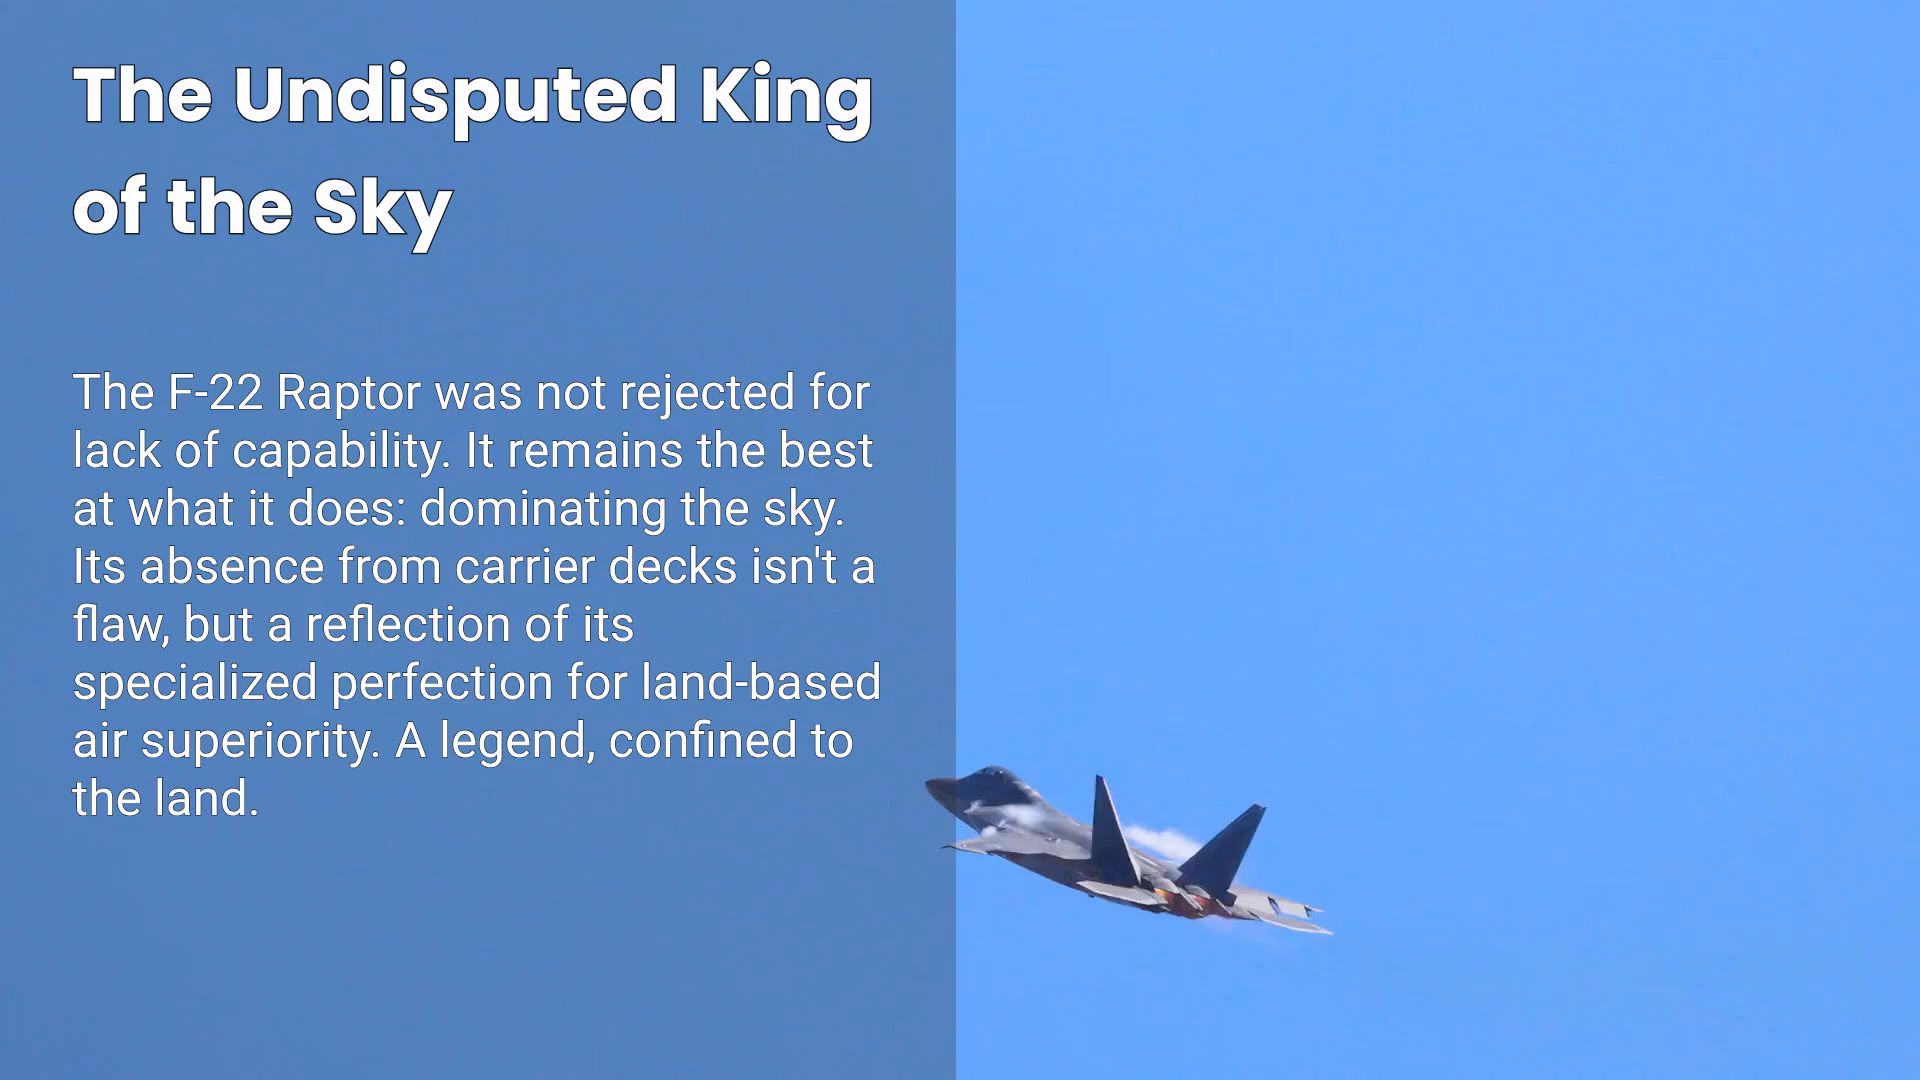 The Undisputed King
of the Sky
The F-22 Raptor was not rejected for
lack of capability. It remains the best
at what it does: dominating the sky.
Its absence from carrier decks isn't a
flaw, but a reflection of its
specialized perfection for land-based
air superiority. A legend, confined to
the land.